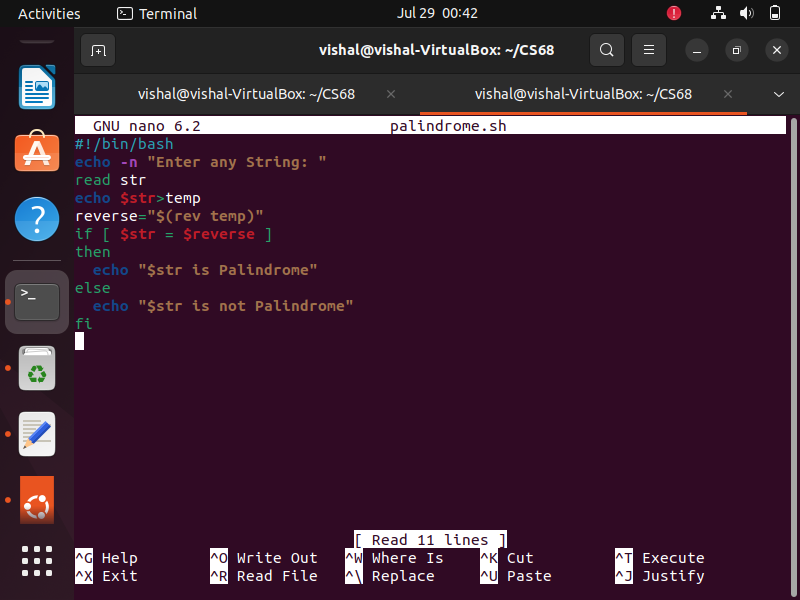 Activities Terminal Jul 29 00:42
vishal@vishal-VirtualBox: ~/CS68
vishal@vishal-VirtualBox: ~/CS68 × vishal@vishal-VirtualBox: ~/CS68 ×
GNU nano 6.2 palindrome.sh
#!/bin/bash
echo -n "Enter any String: "
read str
echo $str>temp
reverse="$(rev temp)"
if [ $str = $reverse ]
then
  echo "$str is Palindrome"
else
  echo "$str is not Palindrome"
fi
[ Read 11 lines ]
^G Help ^O Write Out ^W Where Is ^K Cut ^T Execute
^X Exit ^R Read File ^\ Replace ^U Paste ^J Justify